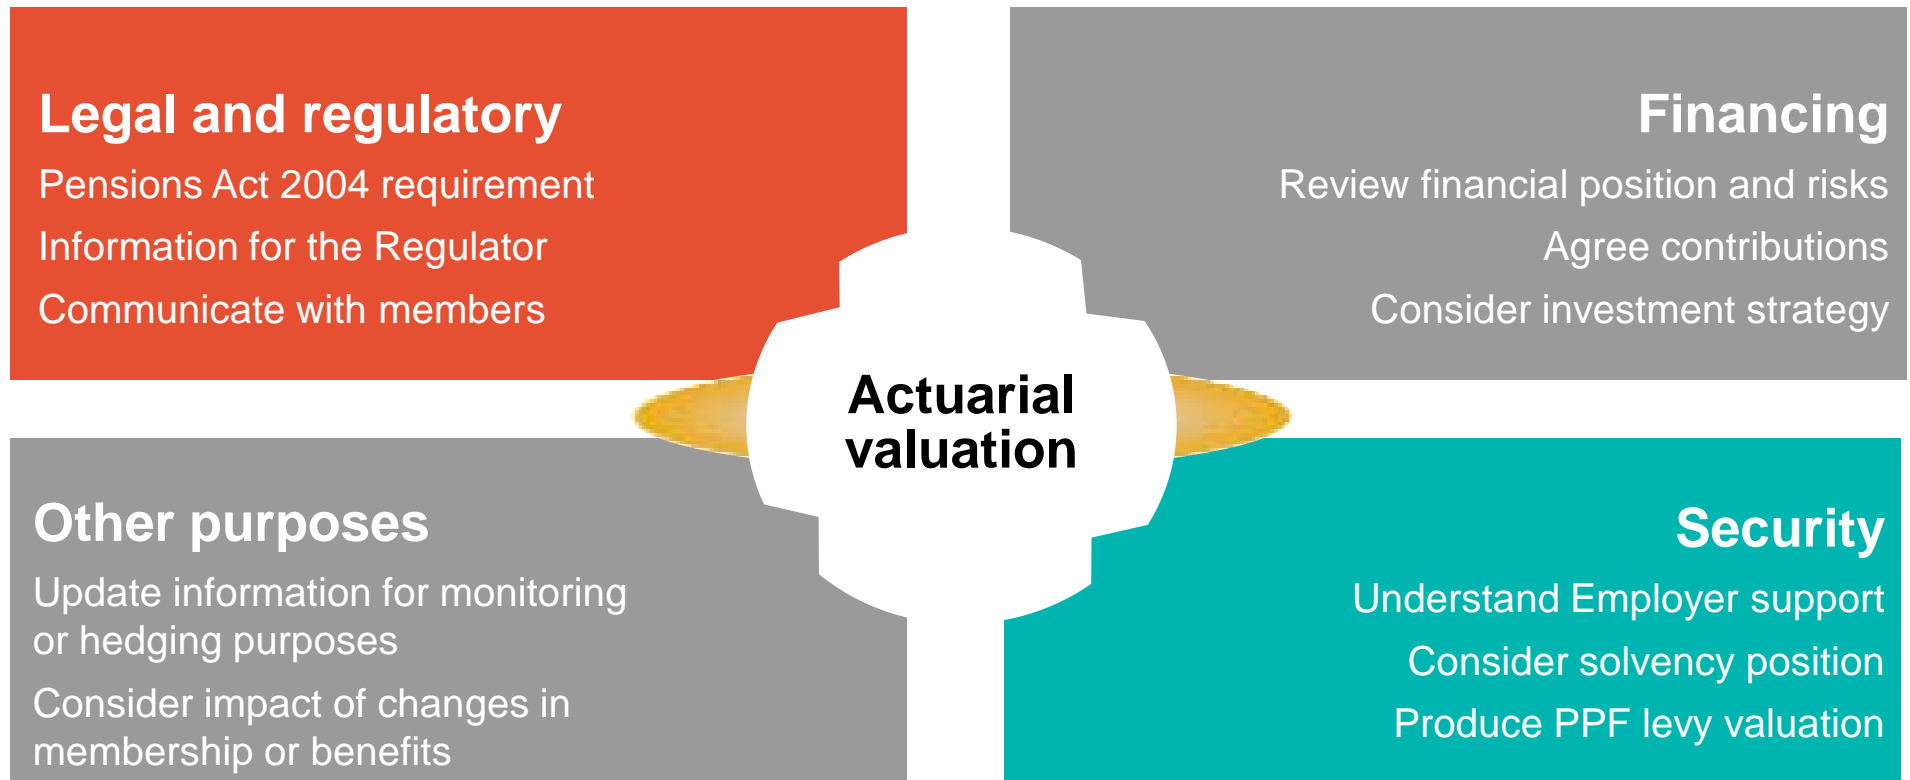 Legal and regulatory
Pensions Act 2004 requirement
Information for the Regulator
Communicate with members
Financing
Review financial position and risks
Agree contributions
Consider investment strategy
Actuarial
valuation
Other purposes
Update information for monitoring
or hedging purposes
Consider impact of changes in
membership or benefits
Security
Understand Employer support
Consider solvency position
Produce PPF levy valuation